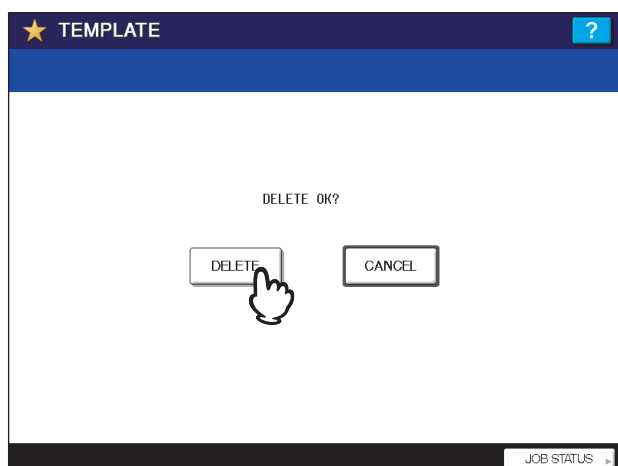 TEMPLATE
?
DELETE OK?
DELETE
CANCEL
JOB STATUS